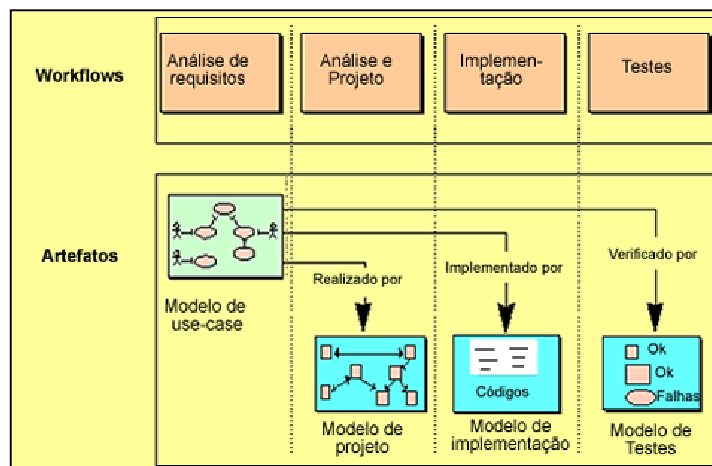 Workflows
Análise de
requisitos
Análise e
Projeto
Implemen-
tação
Testes
Artefatos
Modelo de
use-case
Realizado por
Implementado por
Verificado por
Modelo de
projeto
Códigos
Modelo de
implementação
Ok
Ok
Falhas
Modelo de
Testes